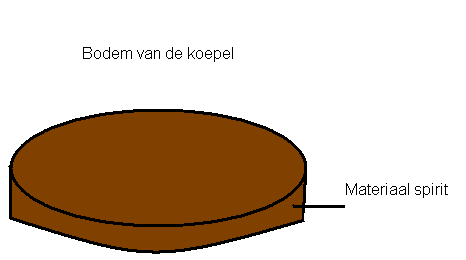 Bodem van de koepel
Materiaal spirit